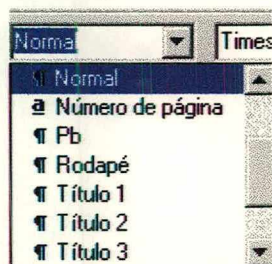 Normal Times
¶ Normal
a Número de página
¶ Pb
¶ Rodapé
¶ Título 1
¶ Título 2
¶ Título 3